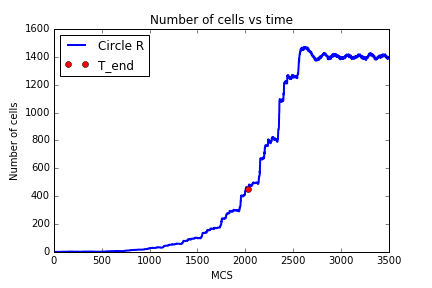 Number of cells vs time
1600
1400
1200
1000
800
600
400
200
0
Number of cells
Circle R
T_end
0 500 1000 1500 2000 2500 3000 3500
MCS